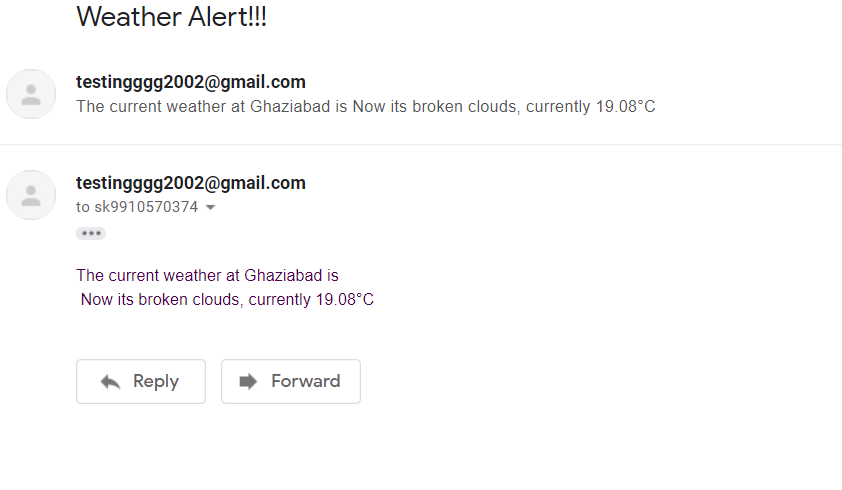 Weather Alert!!!
testingggg2002@gmail.com
The current weather at Ghaziabad is Now its broken clouds, currently 19.08°C
testingggg2002@gmail.com
to sk9910570374
The current weather at Ghaziabad is
Now its broken clouds, currently 19.08°C
Reply
Forward